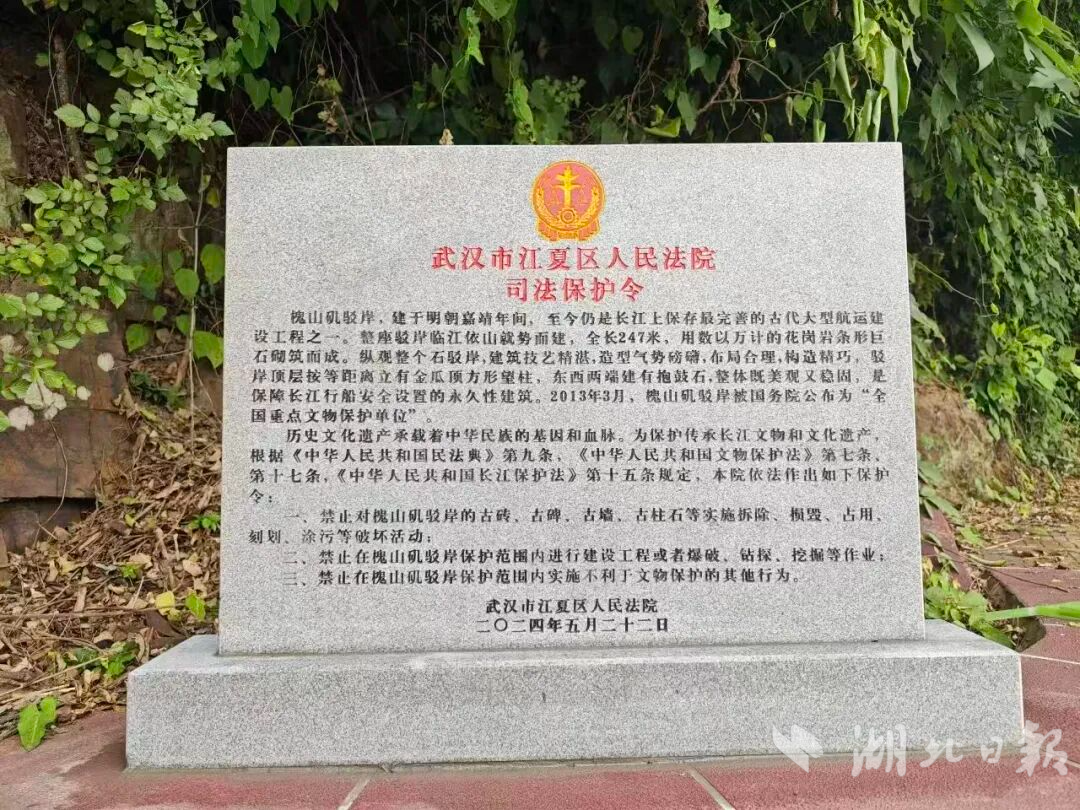 武汉市江夏区人民法院
司法保护令
槐山矶驳岸，建于明朝嘉靖年间，至今仍是长江上保存最完善的古代大型航运建
设工程之一。整座驳岸临江依山就势而建，全长247米，用数以万计的花岗岩条形巨
石砌筑而成。纵观整个石驳岸，建筑技艺精湛，造型气势磅礴，布局合理，构造精巧，驳
岸顶层按等距离立有金瓜顶方形望柱，东西两端建有抱鼓石，整体既美观又稳固，是
保障长江行船安全设置的永久性建筑。2013年3月，槐山矶驳岸被国务院公布为“全
国重点文物保护单位”。
历史文化遗产承载着中华民族的基因和血脉。为保护传承长江文物和文化遗产，
根据《中华人民共和国民法典》第九条，《中华人民共和国文物保护法》第七条、
第十七条，《中华人民共和国长江保护法》第十五条规定，本院依法作出如下保护
令：
一、禁止对槐山矶驳岸的古砖、古碑、古墙、古柱石等实施拆除、损毁、占用、
刻划、涂污等破坏活动；
二、禁止在槐山矶驳岸保护范围内进行建设工程或者爆破、钻探、挖掘等作业；
三、禁止在槐山矶驳岸保护范围内实施不利于文物保护的其他行为。
武汉市江夏区人民法院
二〇二四年五月二十二日
湖北日报